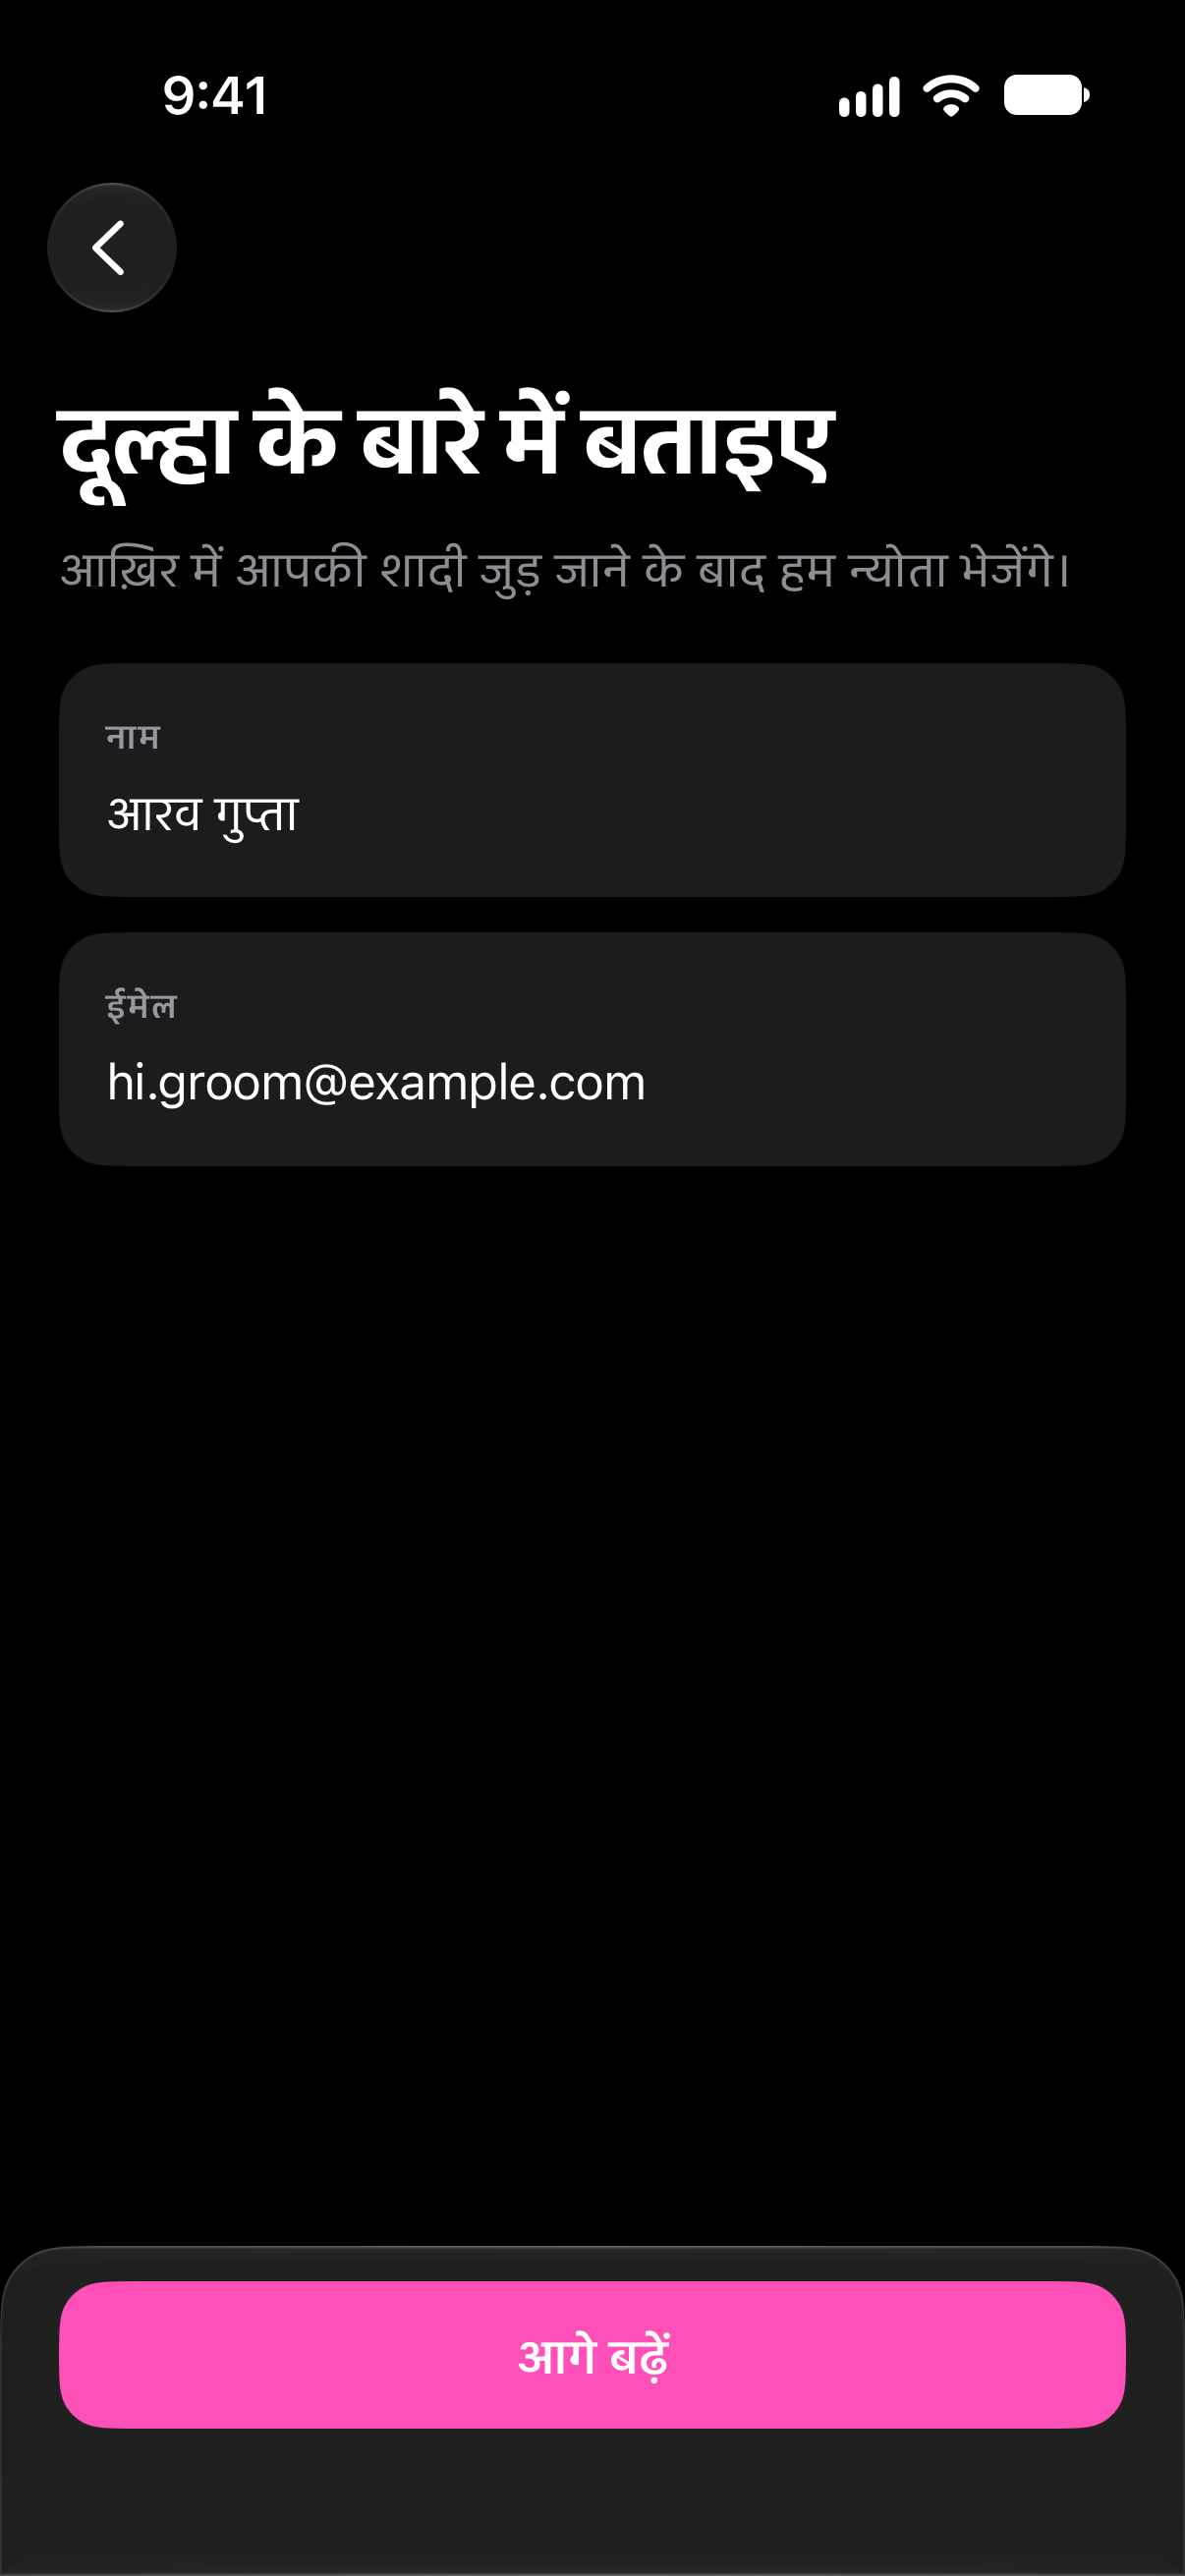 9:41
दूल्हा के बारे में बताइए
आख़िर में आपकी शादी जुड़ जाने के बाद हम न्योता भेजेंगे।
नाम
आरव गुप्ता
ईमेल
hi.groom@example.com
आगे बढ़ें